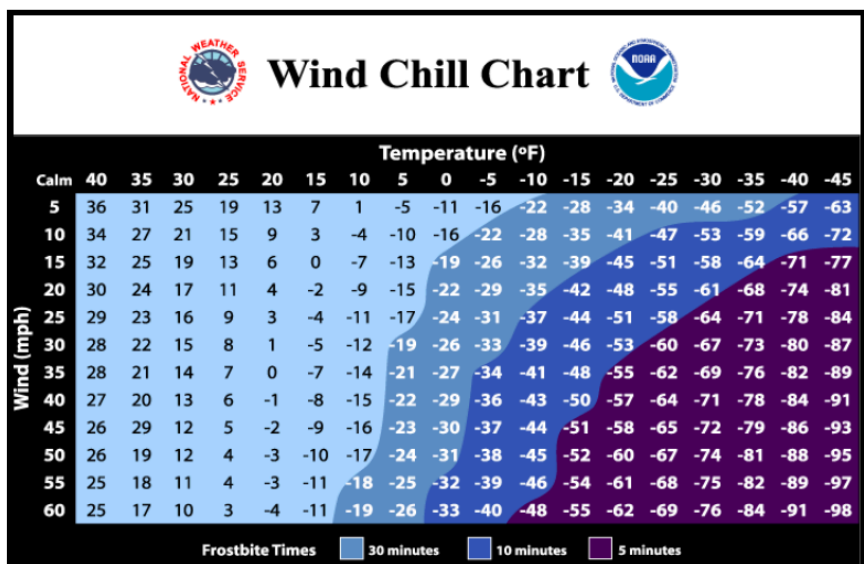 NATIONAL WEATHER SERVICE
Wind Chill Chart
NOAA
Temperature (ºF)
Calm 40 35 30 25 20 15 10 5 0 -5 -10 -15 -20 -25 -30 -35 -40 -45
5 36 31 25 19 13 7 1 -5 -11 -16 -22 -28 -34 -40 -46 -52 -57 -63
10 34 27 21 15 9 3 -4 -10 -16 -22 -28 -35 -41 -47 -53 -59 -66 -72
15 32 25 19 13 6 0 -7 -13 -19 -26 -32 -39 -45 -51 -58 -64 -71 -77
20 30 24 17 11 4 -2 -9 -15 -22 -29 -35 -42 -48 -55 -61 -68 -74 -81
25 29 23 16 9 3 -4 -11 -17 -24 -31 -37 -44 -51 -58 -64 -71 -78 -84
30 28 22 15 8 1 -5 -12 -19 -26 -33 -39 -46 -53 -60 -67 -73 -80 -87
35 28 21 14 7 0 -7 -14 -21 -27 -34 -41 -48 -55 -62 -69 -76 -82 -89
40 27 20 13 6 -1 -8 -15 -22 -29 -36 -43 -50 -57 -64 -71 -78 -84 -91
45 26 29 12 5 -2 -9 -16 -23 -30 -37 -44 -51 -58 -65 -72 -79 -86 -93
50 26 19 12 4 -3 -10 -17 -24 -31 -38 -45 -52 -60 -67 -74 -81 -88 -95
55 25 18 11 4 -3 -11 -18 -25 -32 -39 -46 -54 -61 -68 -75 -82 -89 -97
60 25 17 10 3 -4 -11 -19 -26 -33 -40 -48 -55 -62 -69 -76 -84 -91 -98
Wind (mph)
Frostbite Times 30 minutes 10 minutes 5 minutes